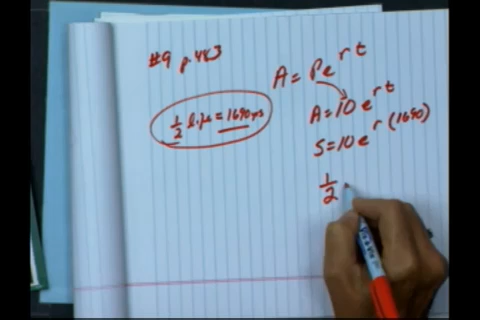 #9 p.483
A = Pe^rt
½ life = 1690 yrs
A = 10 e^rt
5 = 10 e^r(1690)
½